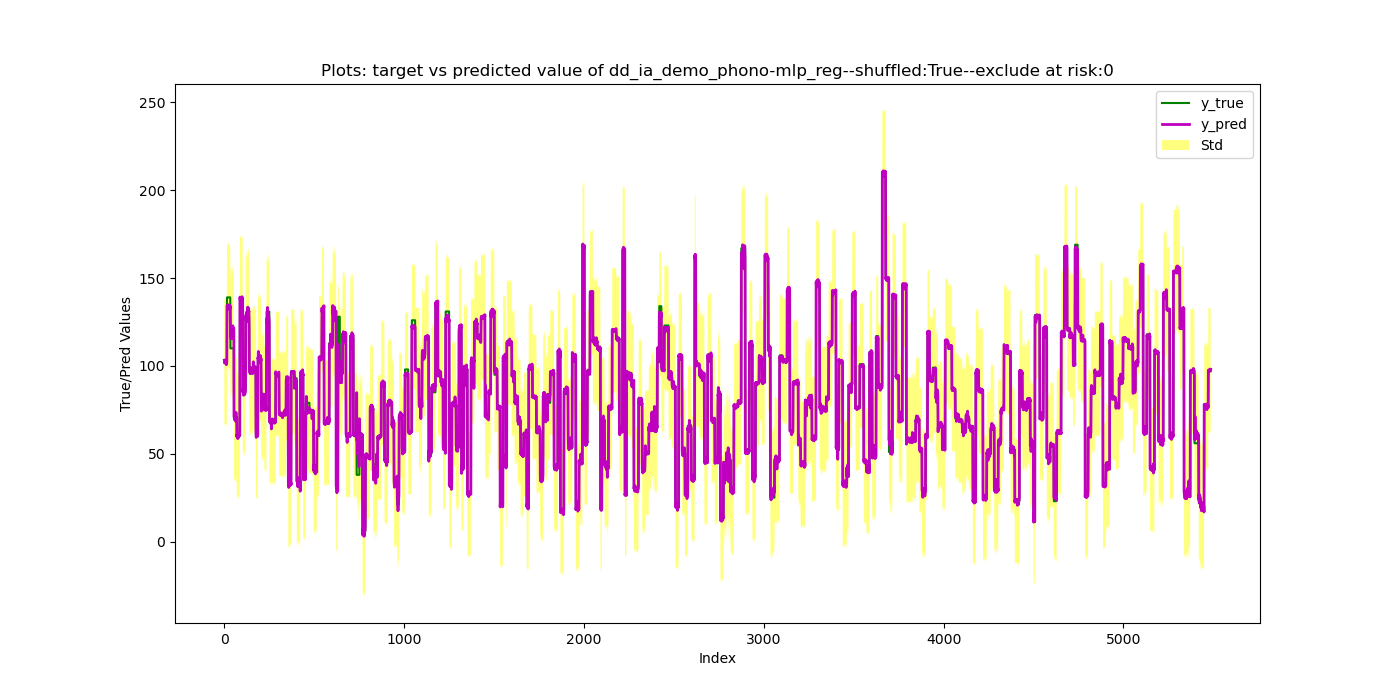 Plots: target vs predicted value of dd_ia_demo_phono-mlp_reg--shuffled:True--exclude at risk:0
y_true
y_pred
Std
250
200
150
100
50
0
True/Pred Values
0 1000 2000 3000 4000 5000
Index